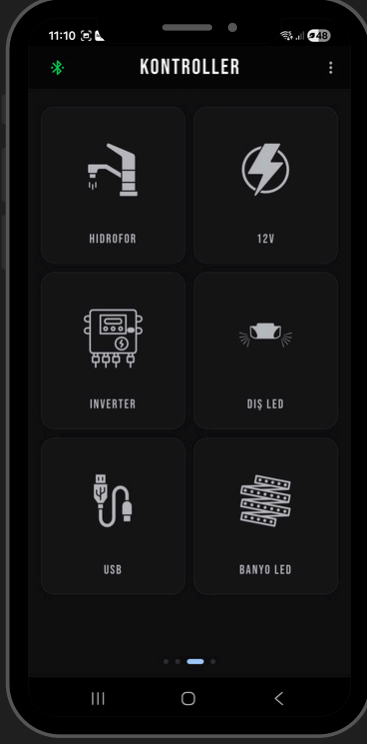 11:10
48
KONTROLLER
HIDROFOR
12V
INVERTER
DIŞ LED
USB
BANYO LED